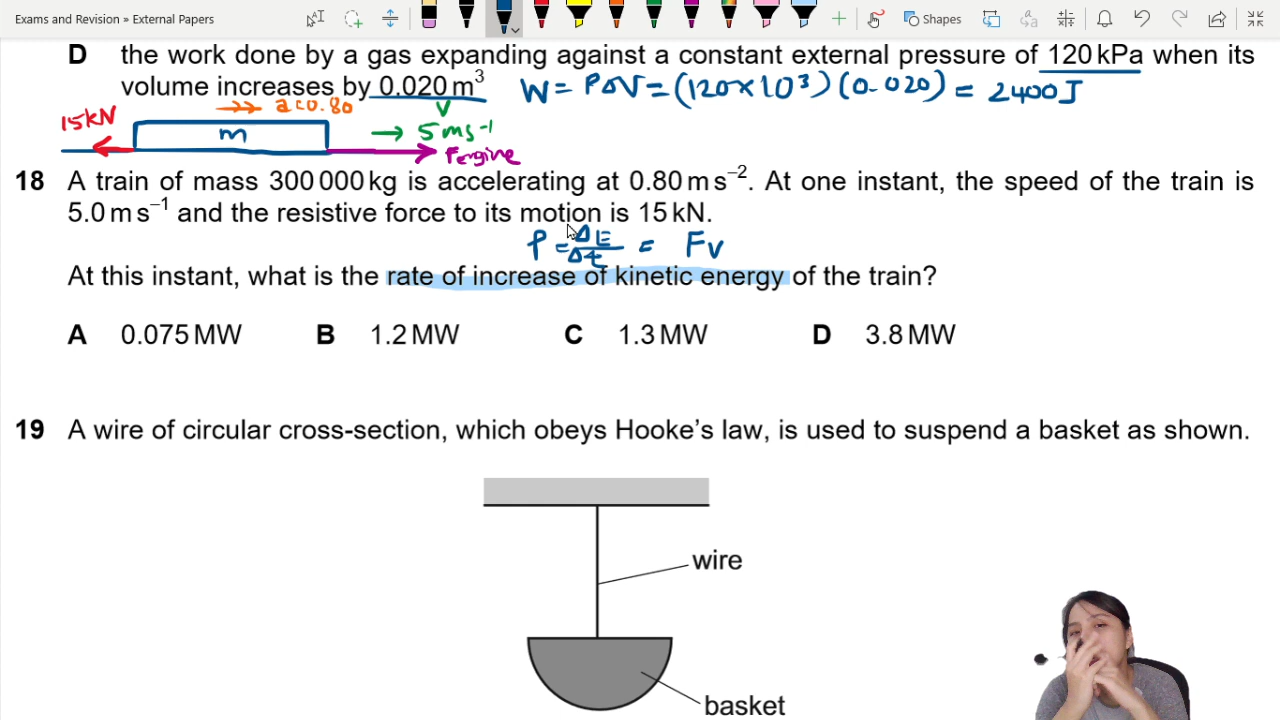 Exams and Revision » External Papers
Shapes
D the work done by a gas expanding against a constant external pressure of 120 kPa when its
volume increases by 0.020 m³ W = PΔV = (120×10³)(0.020) = 2400J
a=0.80
15kN
m
v
→ 5ms⁻¹
Fengine
18 A train of mass 300 000 kg is accelerating at 0.80 m s⁻². At one instant, the speed of the train is
5.0 m s⁻¹ and the resistive force to its motion is 15 kN.
P = ΔE/Δt = Fv
At this instant, what is the rate of increase of kinetic energy of the train?
A 0.075 MW B 1.2 MW C 1.3 MW D 3.8 MW
19 A wire of circular cross-section, which obeys Hooke’s law, is used to suspend a basket as shown.
wire
basket